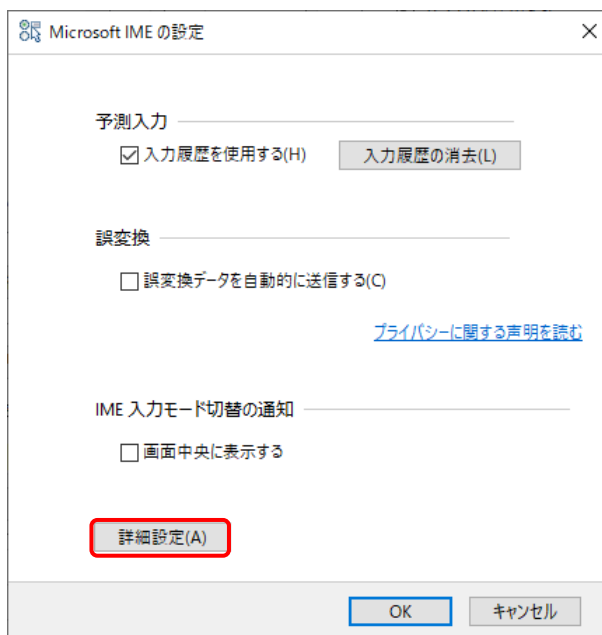 Microsoft IME の設定
予測入力
入力履歴を使用する(H) 入力履歴の消去(L)
誤変換
誤変換データを自動的に送信する(C)
プライバシーに関する声明を読む
IME 入力モード切替の通知
画面中央に表示する
詳細設定(A)
OK キャンセル